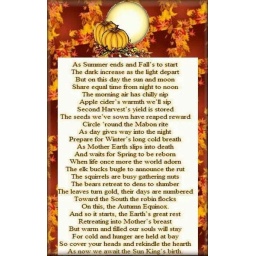 As Summer ends and Fall's to start
The dark increase as the light depart
But on this day the sun and moon
Share equal time from night to noon
The morning air has chilly sip
Apple cider's warmth we'll sip
Second Harvest's yield is stored
The seeds we've sown have reaped reward
Circle 'round the Mabon rite
As day gives way into the night
Prepare for Winter's long cold breath
As Mother Earth slips into death
And waits for Spring to be reborn
When life once more the world adorn
The elk bucks bugle to announce the rut
The squirrels are busy gathering nuts
The bears retreat to dens to slumber
The leaves turn gold, their days are numbered
Toward the South the robin flocks
On this, the Autumn Equinox.
And so it starts, the Earth's great rest
Retreating into Mother's breast
But warm and filled our souls will stay
For cold and hunger are held at bay
So cover your heads and rekindle the hearth
As now we await the Sun King's birth.